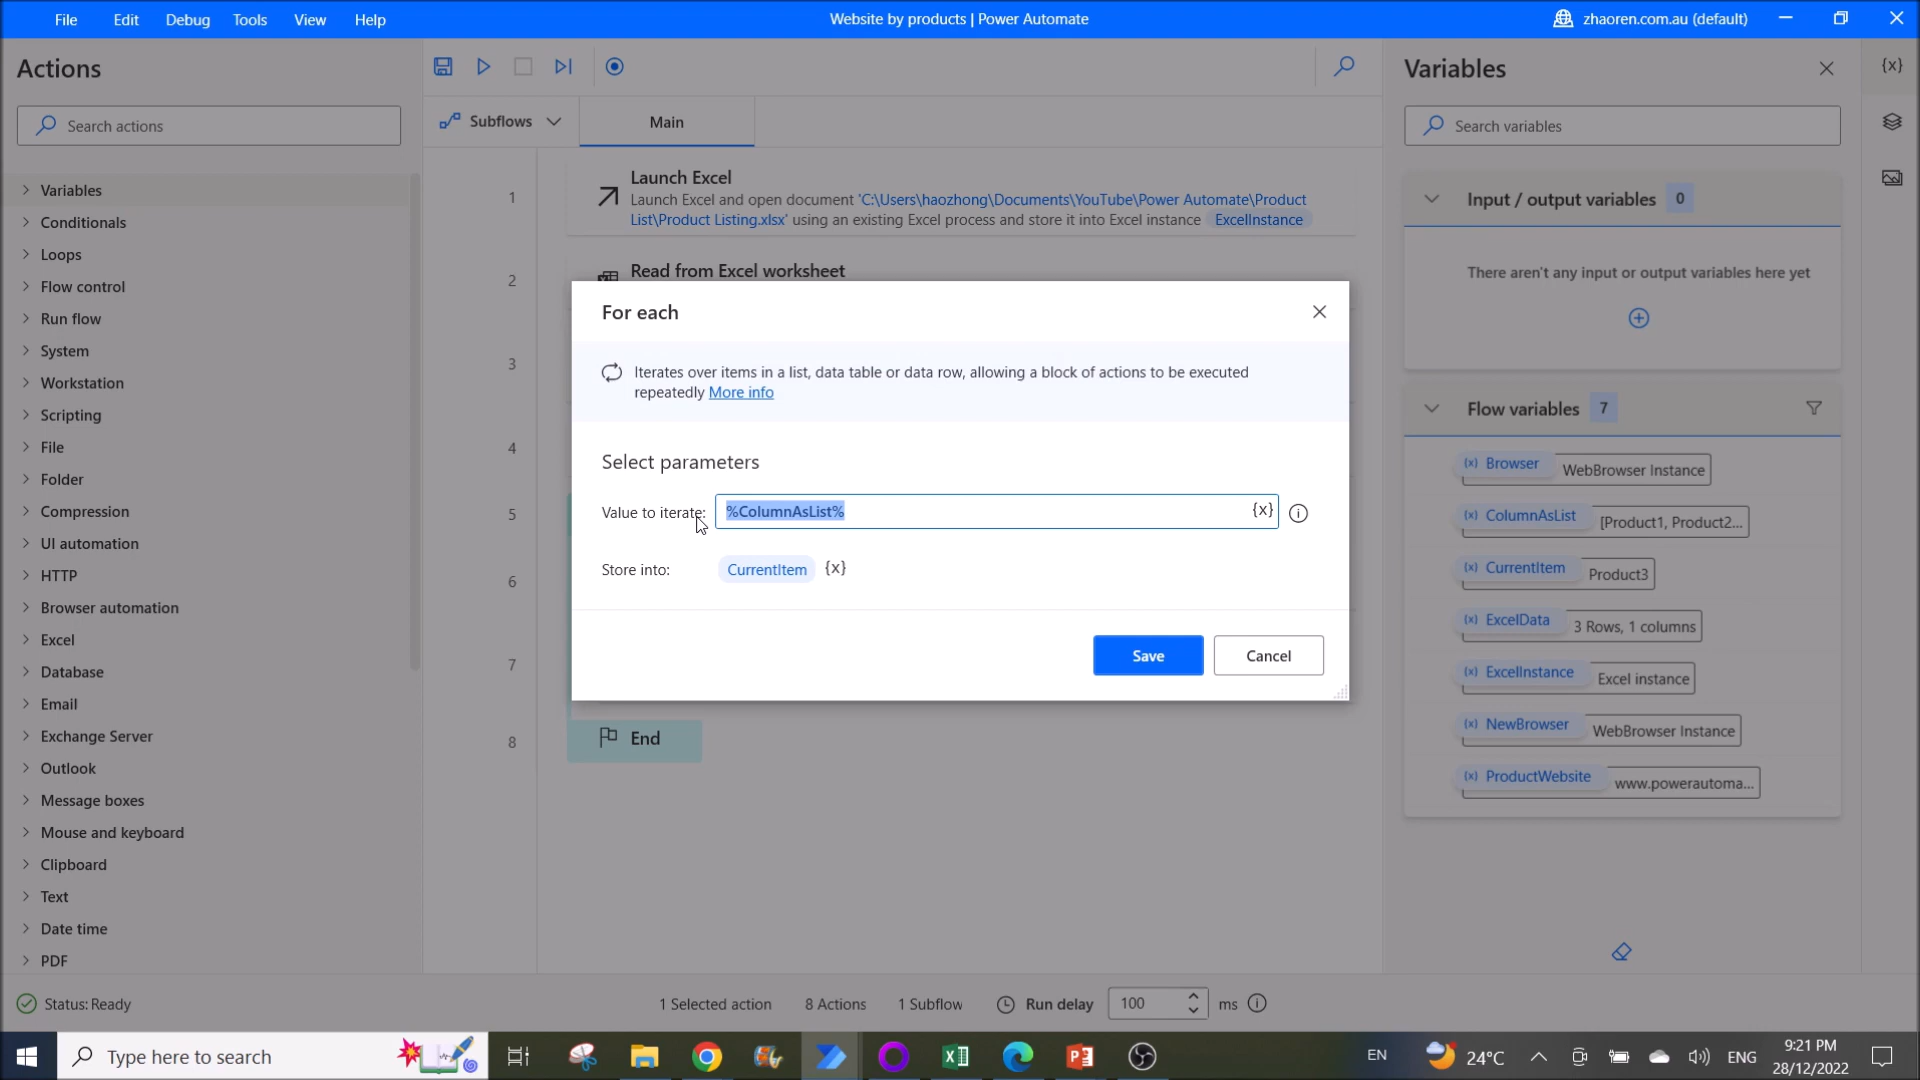 File Edit Debug Tools View Help
Website by products | Power Automate
zhaoren.com.au (default)
Actions
Search actions
Variables
Conditionals
Loops
Flow control
Run flow
System
Workstation
Scripting
File
Folder
Compression
UI automation
HTTP
Browser automation
Excel
Database
Email
Exchange Server
Outlook
Message boxes
Mouse and keyboard
Clipboard
Text
Date time
PDF
Subflows
Main
1
Launch Excel
Launch Excel and open document 'C:\Users\haozhong\Documents\YouTube\Power Automate\Product
List\Product Listing.xlsx' using an existing Excel process and store it into Excel instance ExcelInstance
2
Read from Excel worksheet
3
4
5
6
7
8
End
For each
Iterates over items in a list, data table or data row, allowing a block of actions to be executed
repeatedly More info
Select parameters
Value to iterate: %ColumnAsList% {x}
Store into: CurrentItem {x}
Save Cancel
Variables
{x}
Search variables
Input / output variables 0
There aren't any input or output variables here yet
Flow variables 7
(x) Browser WebBrowser Instance
(x) ColumnAsList [Product1, Product2...
(x) CurrentItem Product3
(x) ExcelData 3 Rows, 1 columns
(x) ExcelInstance Excel instance
(x) NewBrowser WebBrowser Instance
(x) ProductWebsite www.powerautoma...
Status: Ready
1 Selected action 8 Actions 1 Subflow Run delay 100 ms
Type here to search
EN
24°C
ENG
9:21 PM
28/12/2022